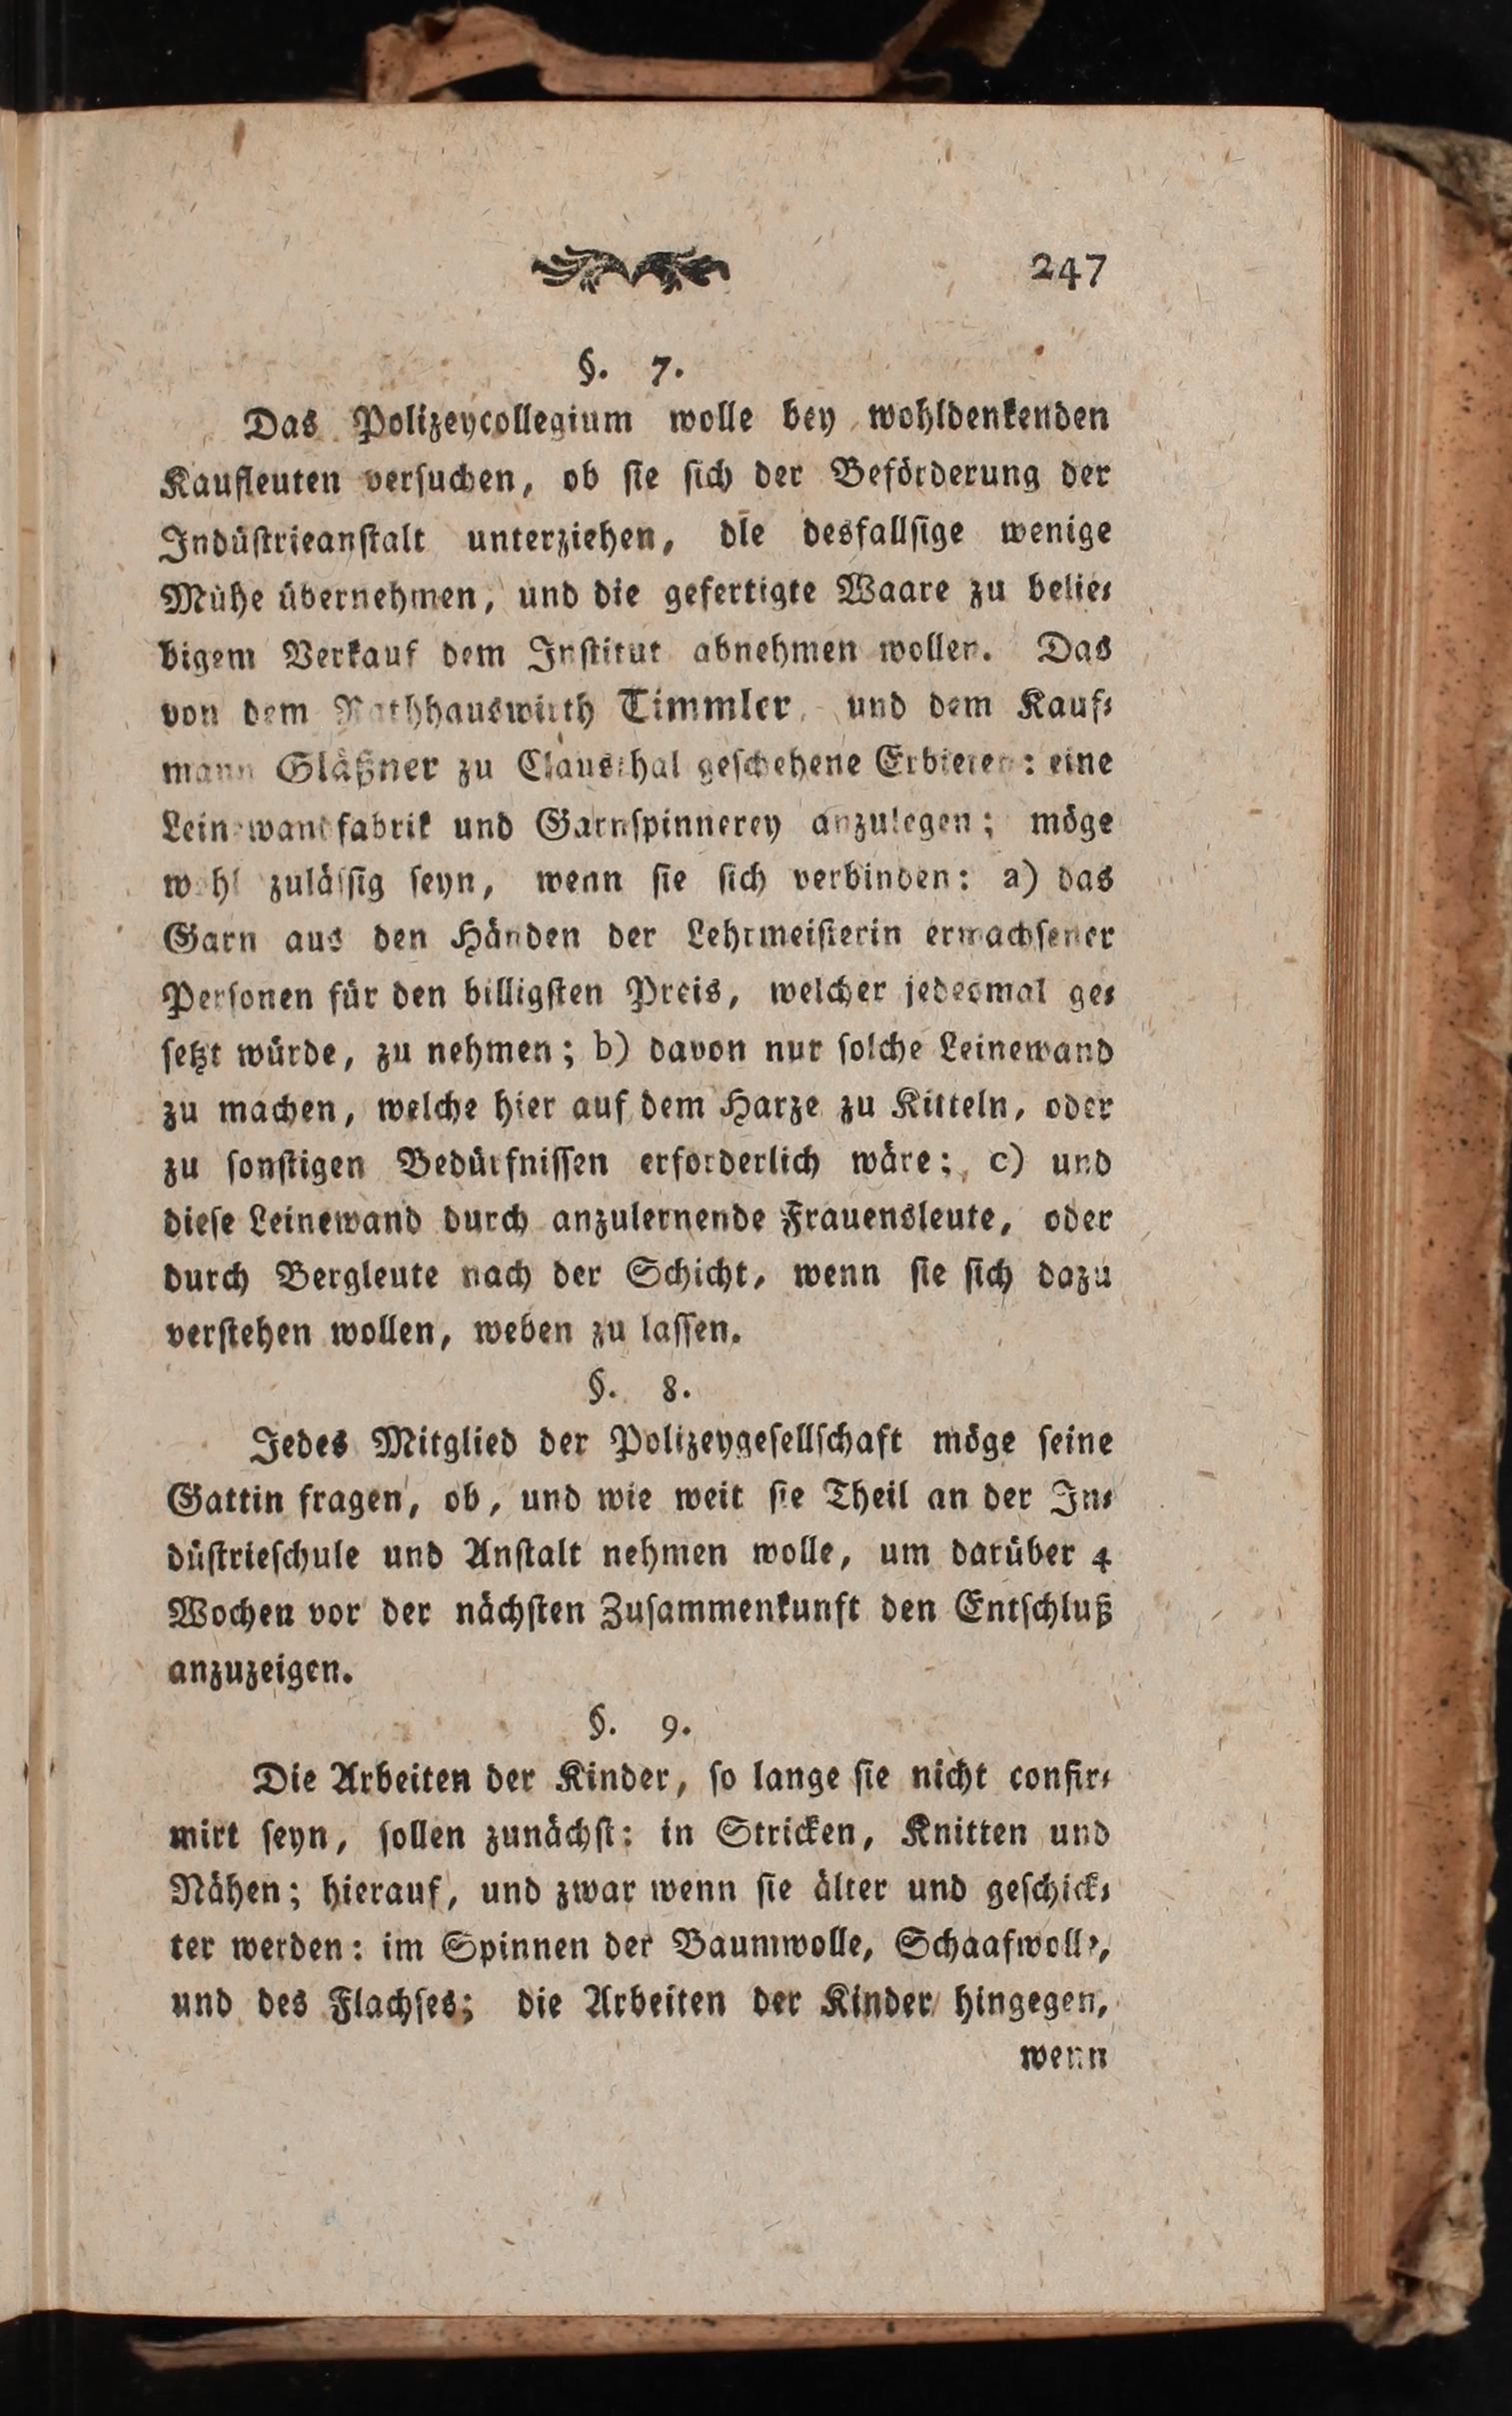 247
§. 7.
Das Polizeycollegium wolle bey wohldenkenden
Kaufleuten versuchen, ob sie sich der Beförderung der
Indüstrieanstalt unterziehen, die desfallsige wenige
Mühe übernehmen, und die gefertigte Waare zu belie-
bigem Verkauf dem Institut abnehmen wollen. Das
von dem Rathhauswirth Timmler und dem Kauf-
mann Gläßner zu Clausthal geschehene Erbieten: eine
Leinewandfabrik und Garnspinnerey anzulegen; möge
wohl zulässig seyn, wenn sie sich verbinden: a) das
Garn aus den Händen der Lehrmeisterin erwachsener
Personen für den billigsten Preis, welcher jedesmal ge-
setzt würde, zu nehmen; b) davon nur solche Leinewand
zu machen, welche hier auf dem Harze zu Kitteln, oder
zu sonstigen Bedürfnissen erforderlich wäre; c) und
diese Leinewand durch anzulernende Frauensleute, oder
durch Bergleute nach der Schicht, wenn sie sich dazu
verstehen wollen, weben zu lassen.
§. 8.
Jedes Mitglied der Polizeygesellschaft möge seine
Gattin fragen, ob, und wie weit sie Theil an der In-
düstrieschule und Anstalt nehmen wolle, um darüber 4
Wochen vor der nächsten Zusammenkunft den Entschluß
anzuzeigen.
§. 9.
Die Arbeiten der Kinder, so lange sie nicht confir-
mirt seyn, sollen zunächst: in Stricken, Knitten und
Nähen; hierauf, und zwar wenn sie älter und geschick-
ter werden: im Spinnen der Baumwolle, Schaafwolle,
und des Flachses; die Arbeiten der Kinder hingegen,
wenn